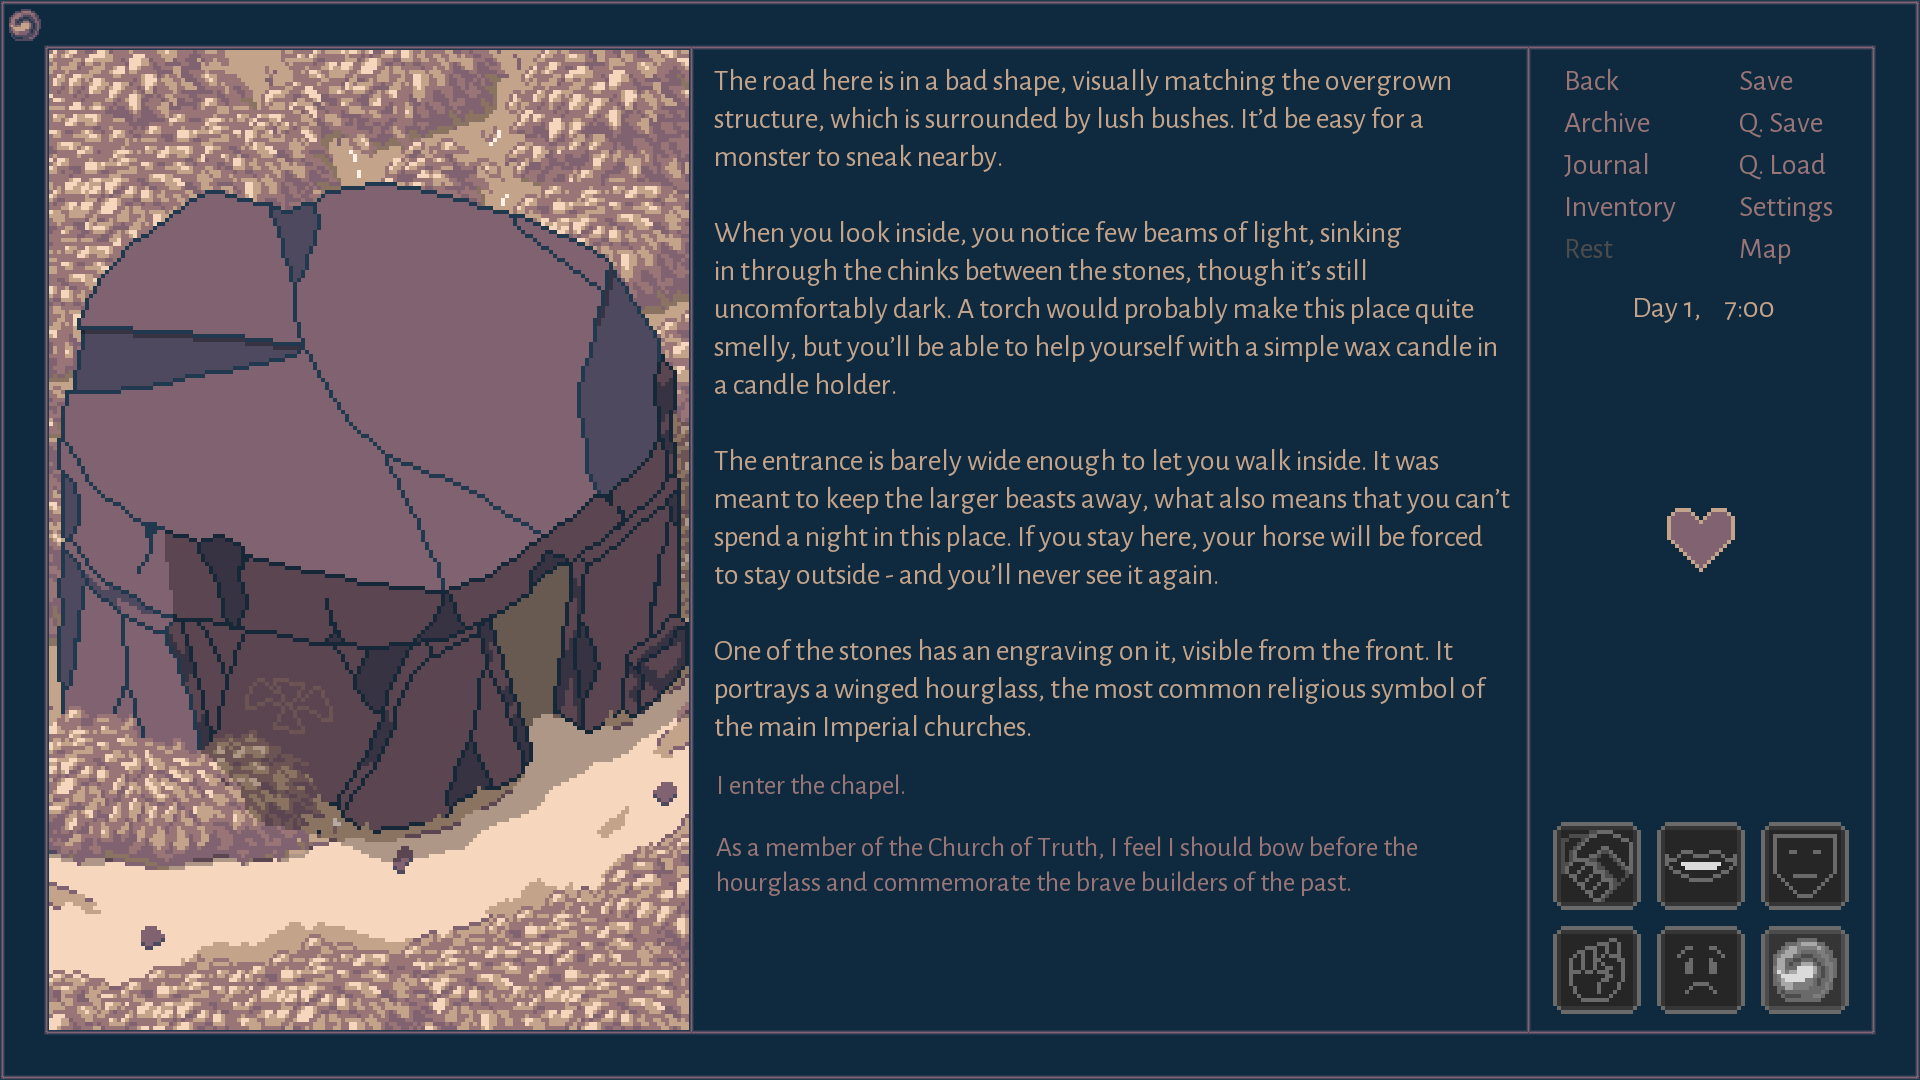 The road here is in a bad shape, visually matching the overgrown
structure, which is surrounded by lush bushes. It’d be easy for a
monster to sneak nearby.
When you look inside, you notice few beams of light, sinking
in through the chinks between the stones, though it’s still
uncomfortably dark. A torch would probably make this place quite
smelly, but you’ll be able to help yourself with a simple wax candle in
a candle holder.
The entrance is barely wide enough to let you walk inside. It was
meant to keep the larger beasts away, what also means that you can’t
spend a night in this place. If you stay here, your horse will be forced
to stay outside - and you’ll never see it again.
One of the stones has an engraving on it, visible from the front. It
portrays a winged hourglass, the most common religious symbol of
the main Imperial churches.
I enter the chapel.
As a member of the Church of Truth, I feel I should bow before the
hourglass and commemorate the brave builders of the past.
Back Save
Archive Q. Save
Journal Q. Load
Inventory Settings
Rest Map
Day 1, 7:00